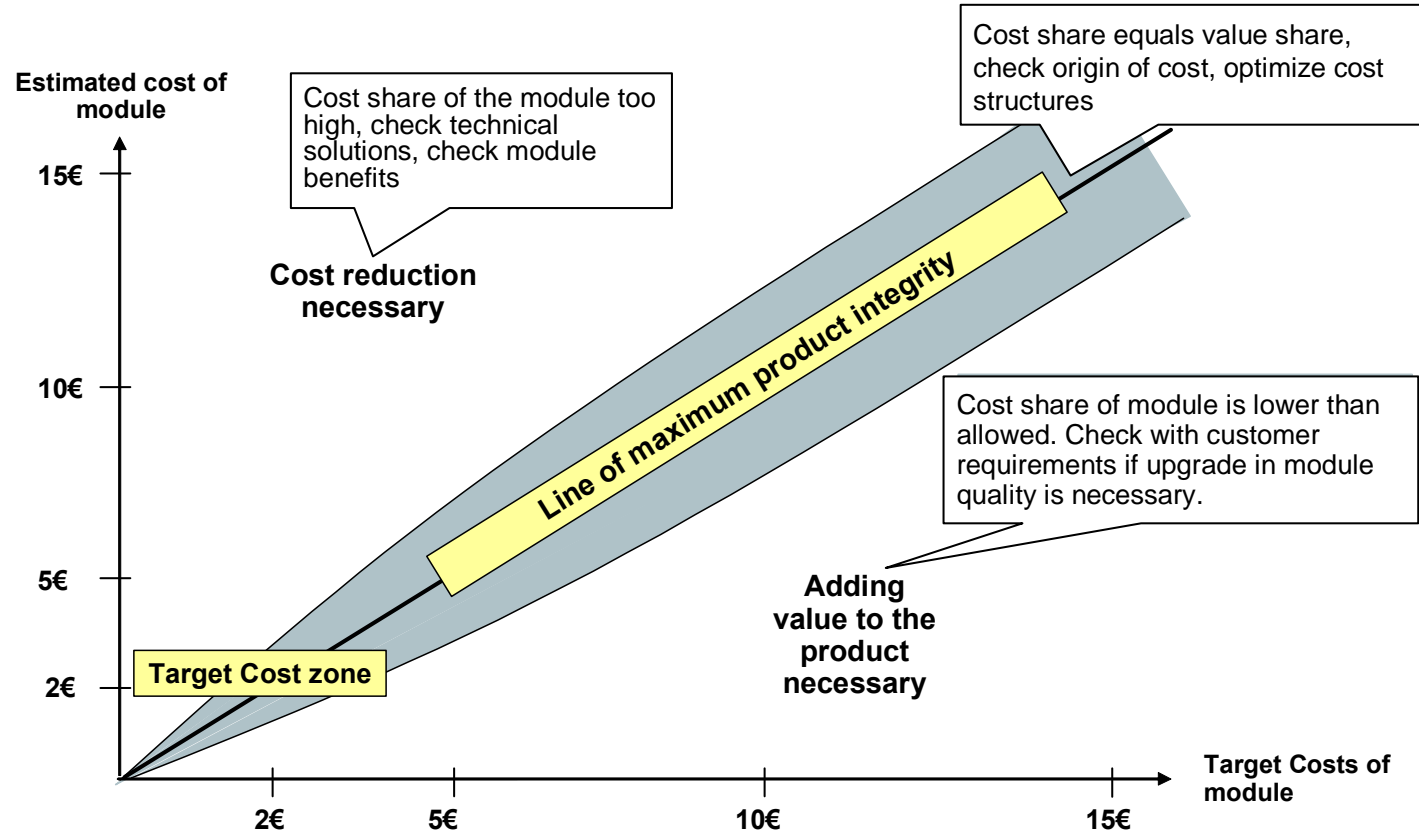 Estimated cost of
module
Cost share of the module too
high, check technical
solutions, check module
benefits
Cost share equals value share,
check origin of cost, optimize cost
structures
15€
Cost reduction
necessary
10€
Line of maximum product integrity
Cost share of module is lower than
allowed. Check with customer
requirements if upgrade in module
quality is necessary.
5€
Adding
value to the
product
necessary
Target Cost zone
2€
Target Costs of
module
2€
5€
10€
15€